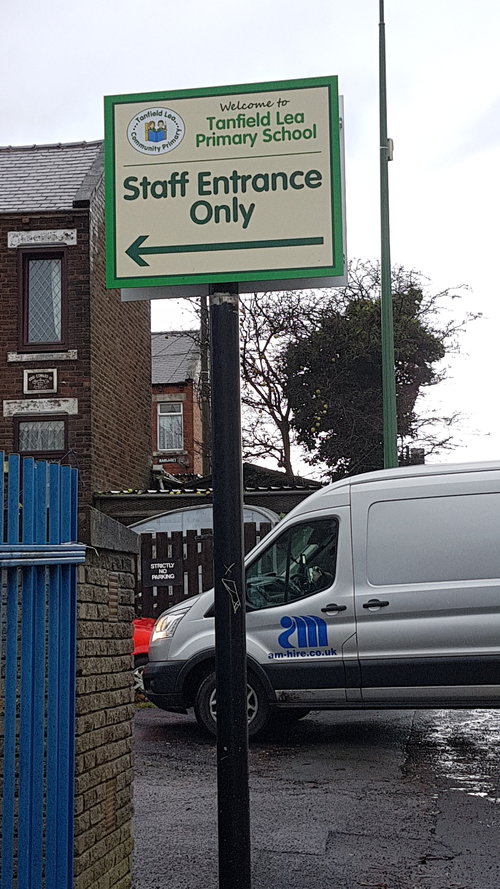 Welcome to
Tanfield Lea
Primary School
Tanfield Lea
Community Primary
Staff Entrance
Only
STRICTLY
NO
PARKING
am
am-hire.co.uk